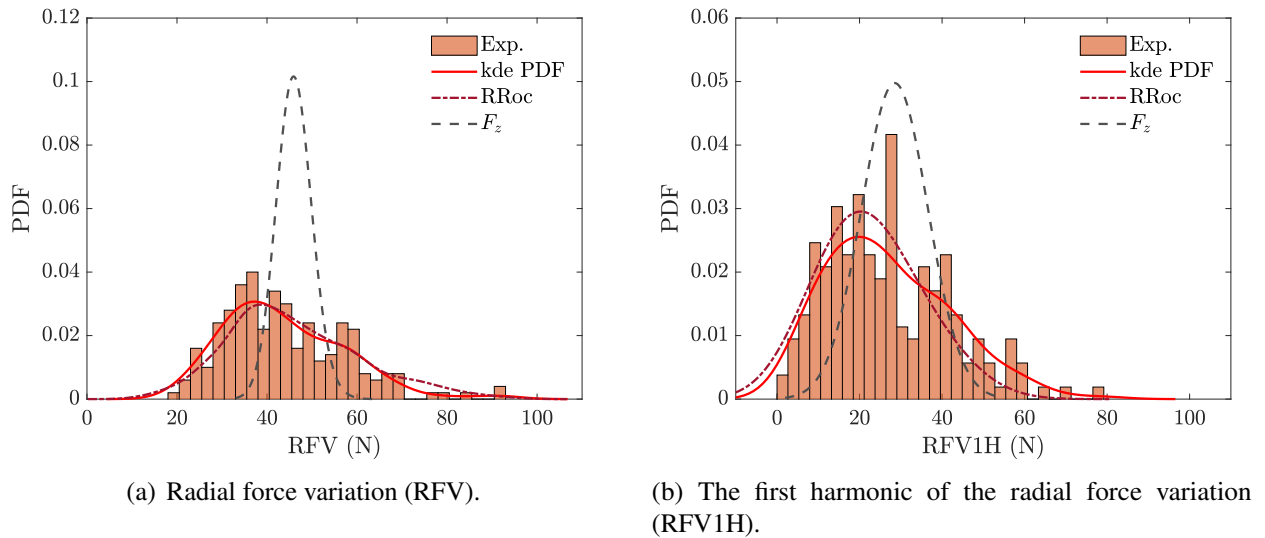 0.12
0.1
0.08
0.06
0.04
0.02
0
PDF
0 20 40 60 80 100
RFV (N)
Exp.
kde PDF
RRoc
F_z
(a) Radial force variation (RFV).
0.06
0.05
0.04
0.03
0.02
0.01
0
PDF
0 20 40 60 80 100
RFV1H (N)
Exp.
kde PDF
RRoc
F_z
(b) The first harmonic of the radial force variation
(RFV1H).